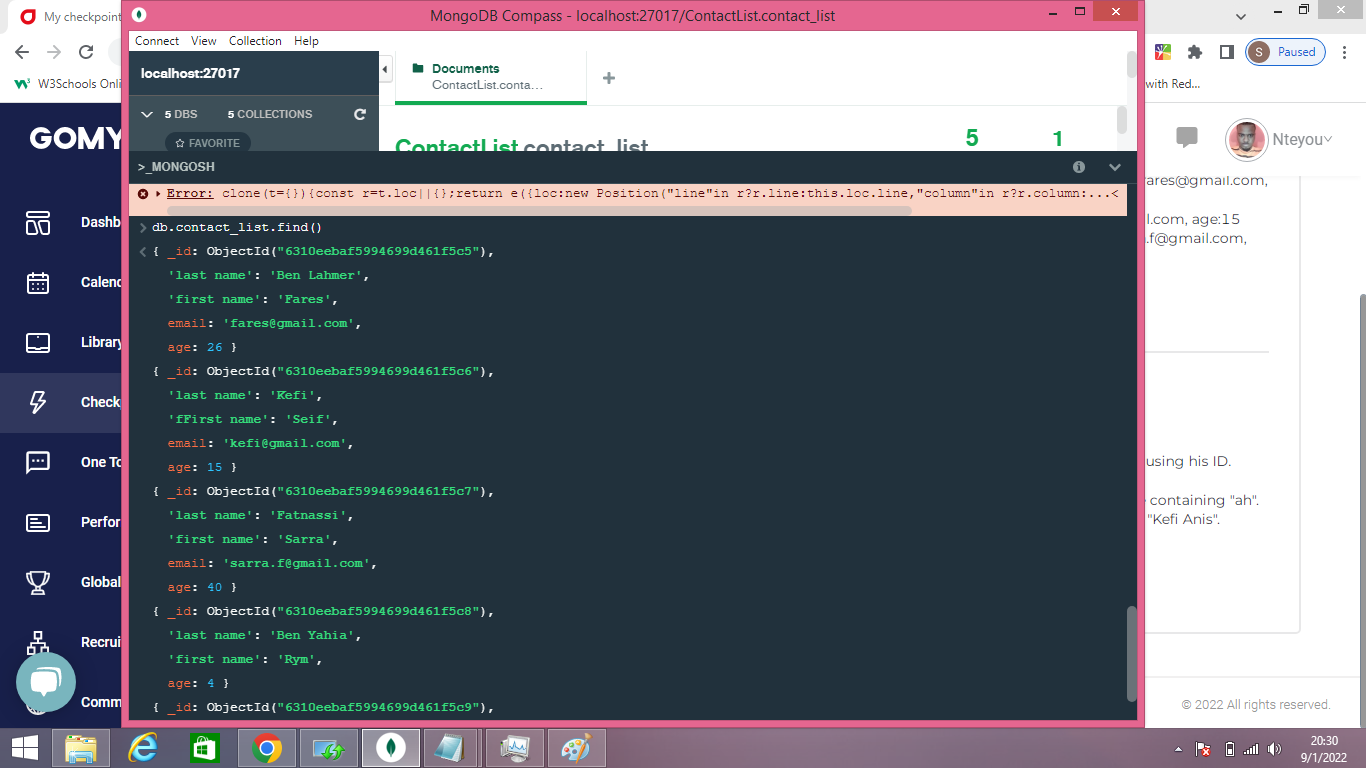 My checkpoint
MongoDB Compass - localhost:27017/ContactList.contact_list
Connect View Collection Help
S Paused
W3Schools Onli
with Red...
localhost:27017
Documents
ContactList.conta...
5 DBS 5 COLLECTIONS
FAVORITE
ContactList.contact_list
5 1
GOMY
Nteyou
>_MONGOSH
Error: clone(t={}){const r=t.loc||{};return e({loc:new Position("line"in r?r.line:this.loc.line,"column"in r?r.column:...<
db.contact_list.find()
{ _id: ObjectId("6310eebaf5994699d461f5c5"),
'last name': 'Ben Lahmer',
'first name': 'Fares',
email: 'fares@gmail.com',
age: 26 }
{ _id: ObjectId("6310eebaf5994699d461f5c6"),
'last name': 'Kefi',
'fFirst name': 'Seif',
email: 'kefi@gmail.com',
age: 15 }
{ _id: ObjectId("6310eebaf5994699d461f5c7"),
'last name': 'Fatnassi',
'first name': 'Sarra',
email: 'sarra.f@gmail.com',
age: 40 }
{ _id: ObjectId("6310eebaf5994699d461f5c8"),
'last name': 'Ben Yahia',
'first name': 'Rym',
age: 4 }
{ _id: ObjectId("6310eebaf5994699d461f5c9"),
Dashb
Calend
Library
Check
One To
Perfor
Global
Recrui
Comm
ares@gmail.com,
l.com, age:15
.f@gmail.com,
using his ID.
containing "ah".
"Kefi Anis".
© 2022 All rights reserved.
20:30
9/1/2022